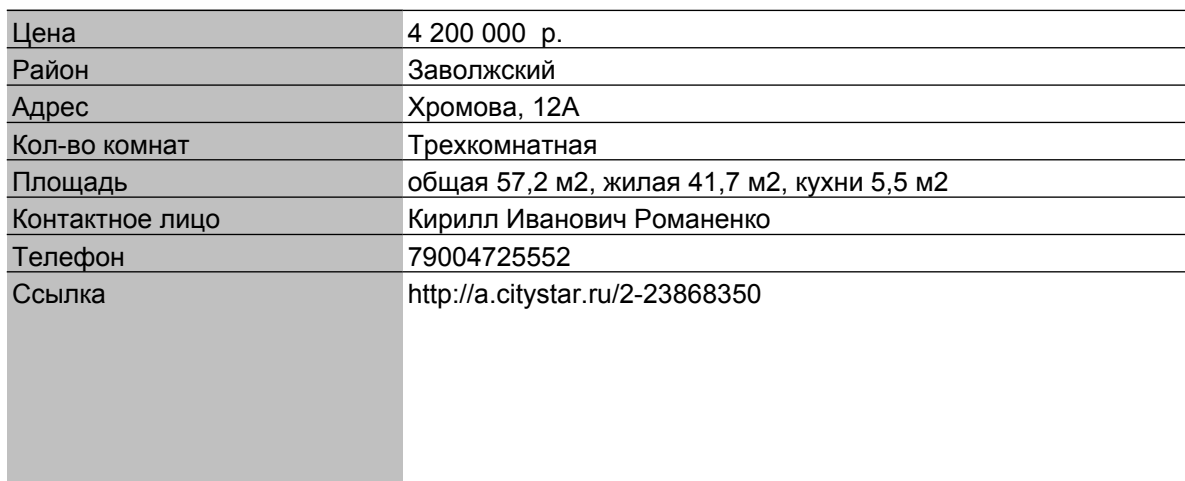 Цена 4 200 000 р.
Район Заволжский
Адрес Хромова, 12А
Кол-во комнат Трехкомнатная
Площадь общая 57,2 м2, жилая 41,7 м2, кухни 5,5 м2
Контактное лицо Кирилл Иванович Романенко
Телефон 79004725552
Ссылка http://a.citystar.ru/2-23868350